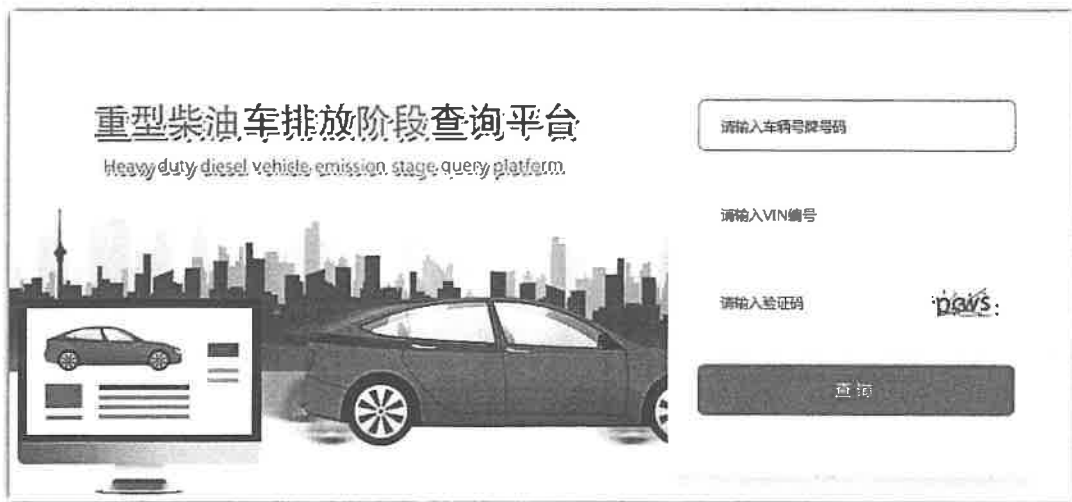 重型柴油车排放阶段查询平台
Heavy duty diesel vehicle emission stage query platform
请输入车辆号牌号码
请输入VIN编号
请输入验证码
查询